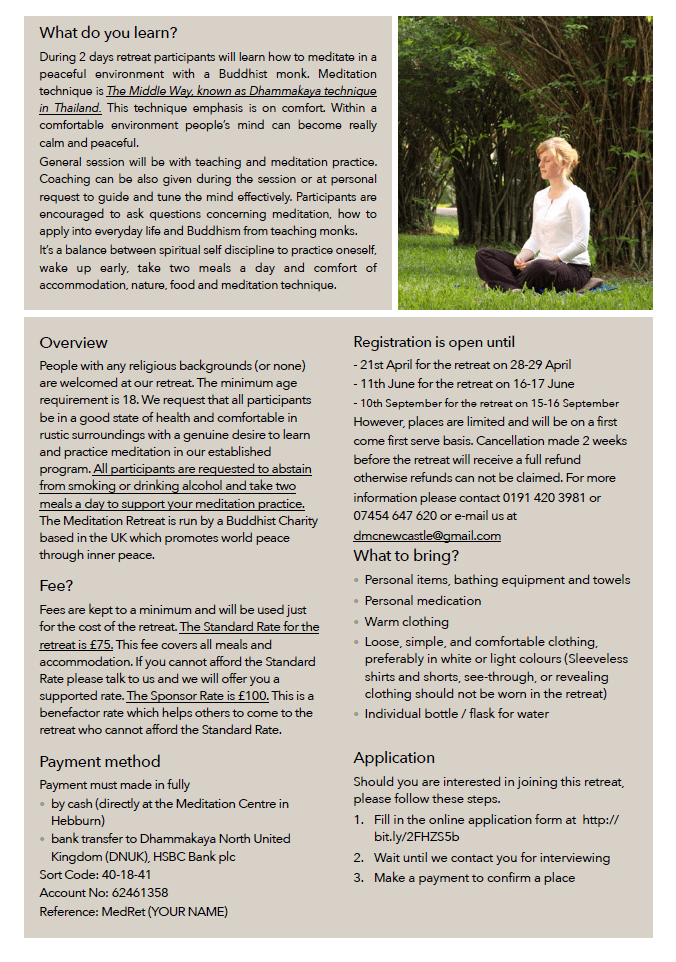 What do you learn?
During 2 days retreat participants will learn how to meditate in a
peaceful environment with a Buddhist monk. Meditation
technique is The Middle Way, known as Dhammakaya technique
in Thailand. This technique emphasis is on comfort. Within a
comfortable environment people's mind can become really
calm and peaceful.
General session will be with teaching and meditation practice.
Coaching can be also given during the session or at personal
request to guide and tune the mind effectively. Participants are
encouraged to ask questions concerning meditation, how to
apply into everyday life and Buddhism from teaching monks.
It's a balance between spiritual self discipline to practice oneself,
wake up early, take two meals a day and comfort of
accommodation, nature, food and meditation technique.
Overview
People with any religious backgrounds (or none)
are welcomed at our retreat. The minimum age
requirement is 18. We request that all participants
be in a good state of health and comfortable in
rustic surroundings with a genuine desire to learn
and practice meditation in our established
program. All participants are requested to abstain
from smoking or drinking alcohol and take two
meals a day to support your meditation practice.
The Meditation Retreat is run by a Buddhist Charity
based in the UK which promotes world peace
through inner peace.
Fee?
Fees are kept to a minimum and will be used just
for the cost of the retreat. The Standard Rate for the
retreat is £75. This fee covers all meals and
accommodation. If you cannot afford the Standard
Rate please talk to us and we will offer you a
supported rate. The Sponsor Rate is £100. This is a
benefactor rate which helps others to come to the
retreat who cannot afford the Standard Rate.
Payment method
Payment must made in fully
• by cash (directly at the Meditation Centre in
Hebburn)
• bank transfer to Dhammakaya North United
Kingdom (DNUK), HSBC Bank plc
Sort Code: 40-18-41
Account No: 62461358
Reference: MedRet (YOUR NAME)
Registration is open until
- 21st April for the retreat on 28-29 April
- 11th June for the retreat on 16-17 June
- 10th September for the retreat on 15-16 September
However, places are limited and will be on a first
come first serve basis. Cancellation made 2 weeks
before the retreat will receive a full refund
otherwise refunds can not be claimed. For more
information please contact 0191 420 3981 or
07454 647 620 or e-mail us at
dmcnewcastle@gmail.com
What to bring?
• Personal items, bathing equipment and towels
• Personal medication
• Warm clothing
• Loose, simple, and comfortable clothing,
preferably in white or light colours (Sleeveless
shirts and shorts, see-through, or revealing
clothing should not be worn in the retreat)
• Individual bottle / flask for water
Application
Should you are interested in joining this retreat,
please follow these steps.
1. Fill in the online application form at http://
bit.ly/2FHZS5b
2. Wait until we contact you for interviewing
3. Make a payment to confirm a place